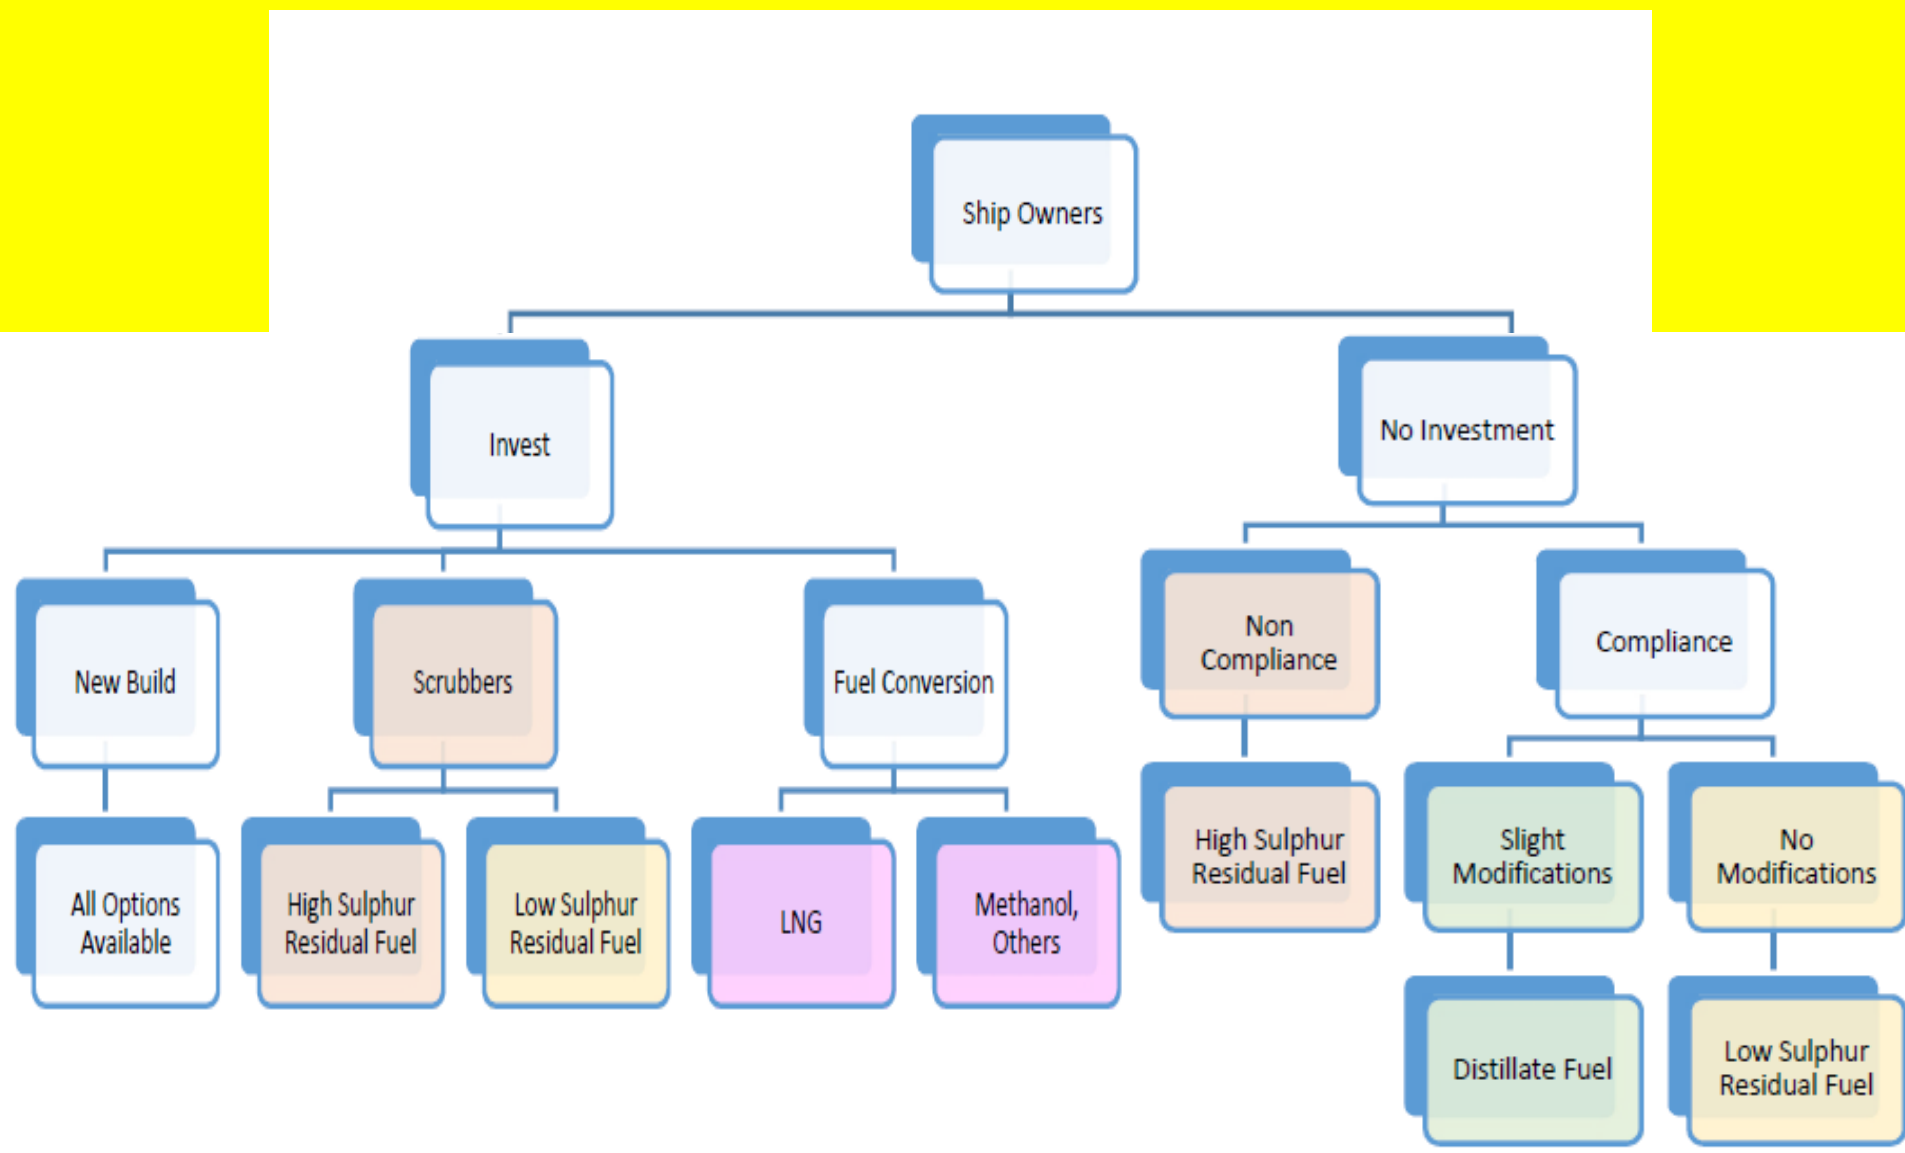 Ship Owners
Invest
No Investment
New Build
Scrubbers
Fuel Conversion
Non
Compliance
Compliance
All Options
Available
High Sulphur
Residual Fuel
Low Sulphur
Residual Fuel
LNG
Methanol,
Others
High Sulphur
Residual Fuel
Slight
Modifications
No
Modifications
Distillate Fuel
Low Sulphur
Residual Fuel